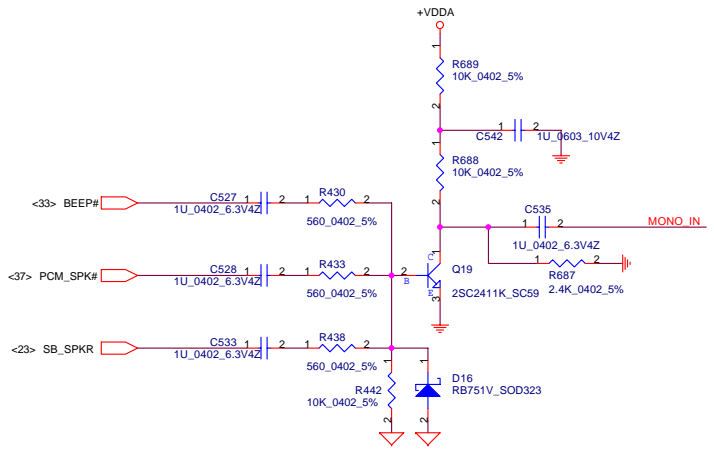 +VDDA
1
R689
10K_0402_5%
2
C542
1
2
1U_0603_10V4Z
1
R688
10K_0402_5%
2
<33> BEEP#
C527
1U_0402_6.3V4Z
1
2
1
R430
2
560_0402_5%
C535
1
2
1U_0402_6.3V4Z
MONO_IN
<37> PCM_SPK#
C528
1U_0402_6.3V4Z
1
2
1
R433
2
560_0402_5%
2
B
C
1
E
3
Q19
2SC2411K_SC59
1
2
R687
2.4K_0402_5%
<23> SB_SPKR
C533
1U_0402_6.3V4Z
1
2
1
R438
2
560_0402_5%
1
R442
10K_0402_5%
2
1
D16
RB751V_SOD323
2